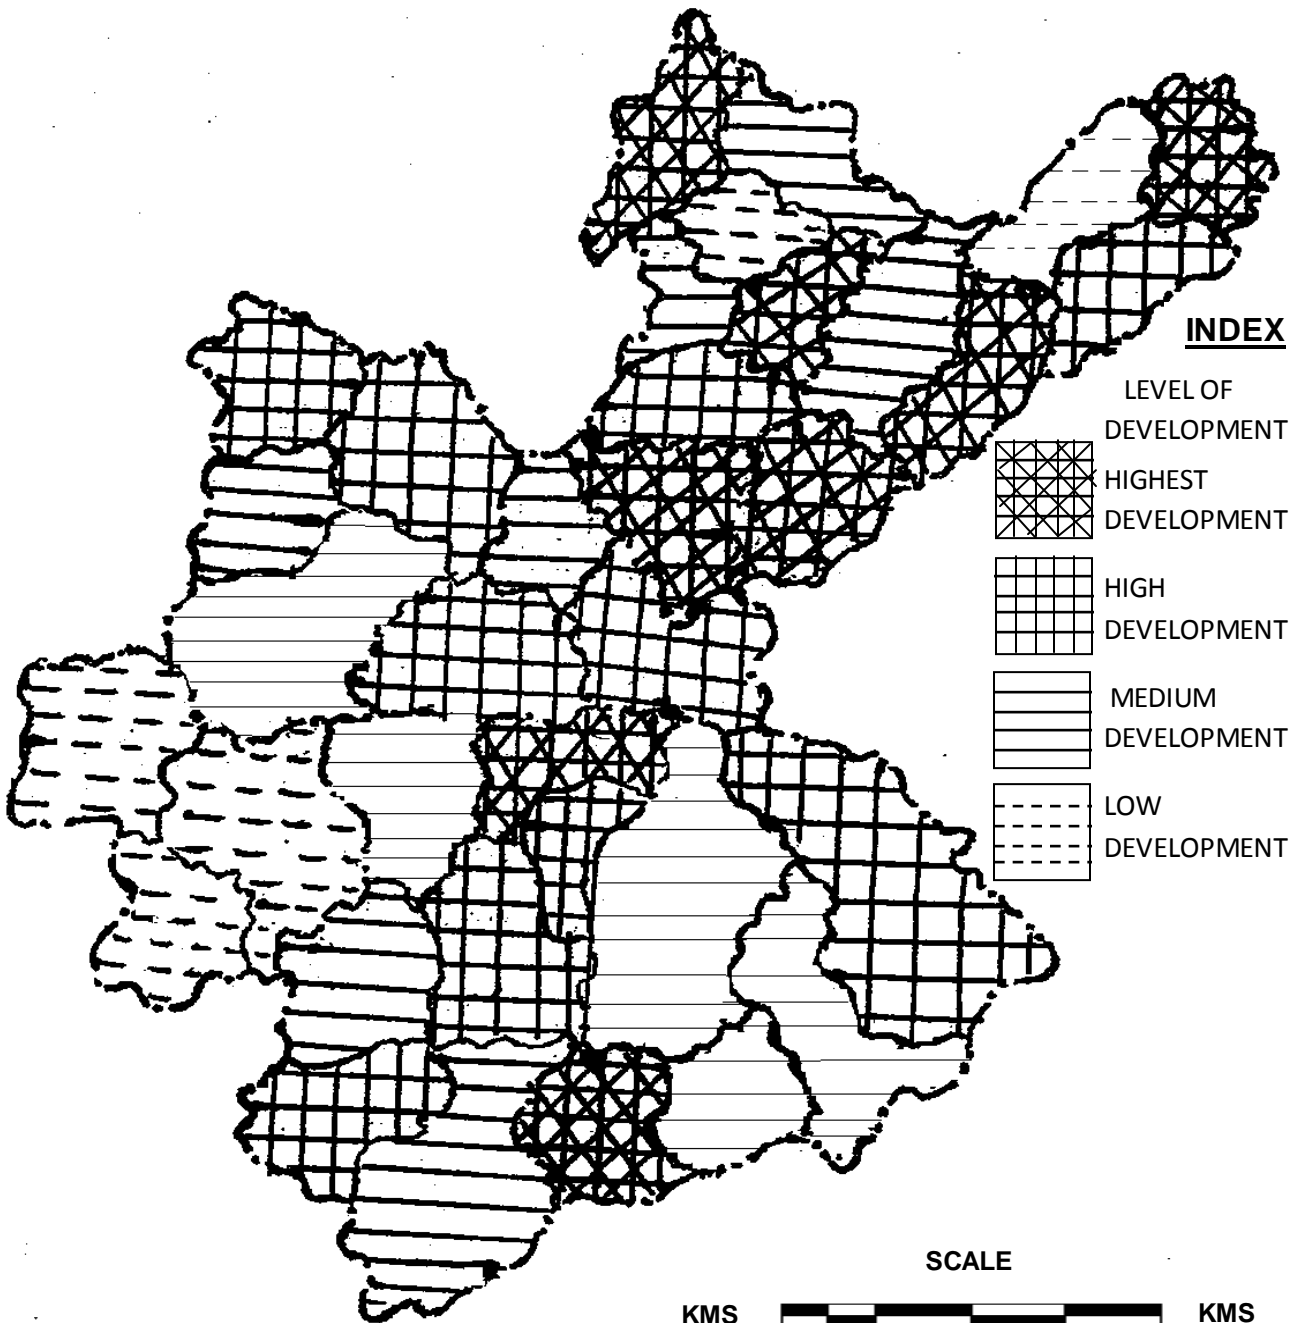 INDEX
LEVEL OF
DEVELOPMENT
HIGHEST
DEVELOPMENT
HIGH
DEVELOPMENT
MEDIUM
DEVELOPMENT
LOW
DEVELOPMENT
SCALE
KMS KMS